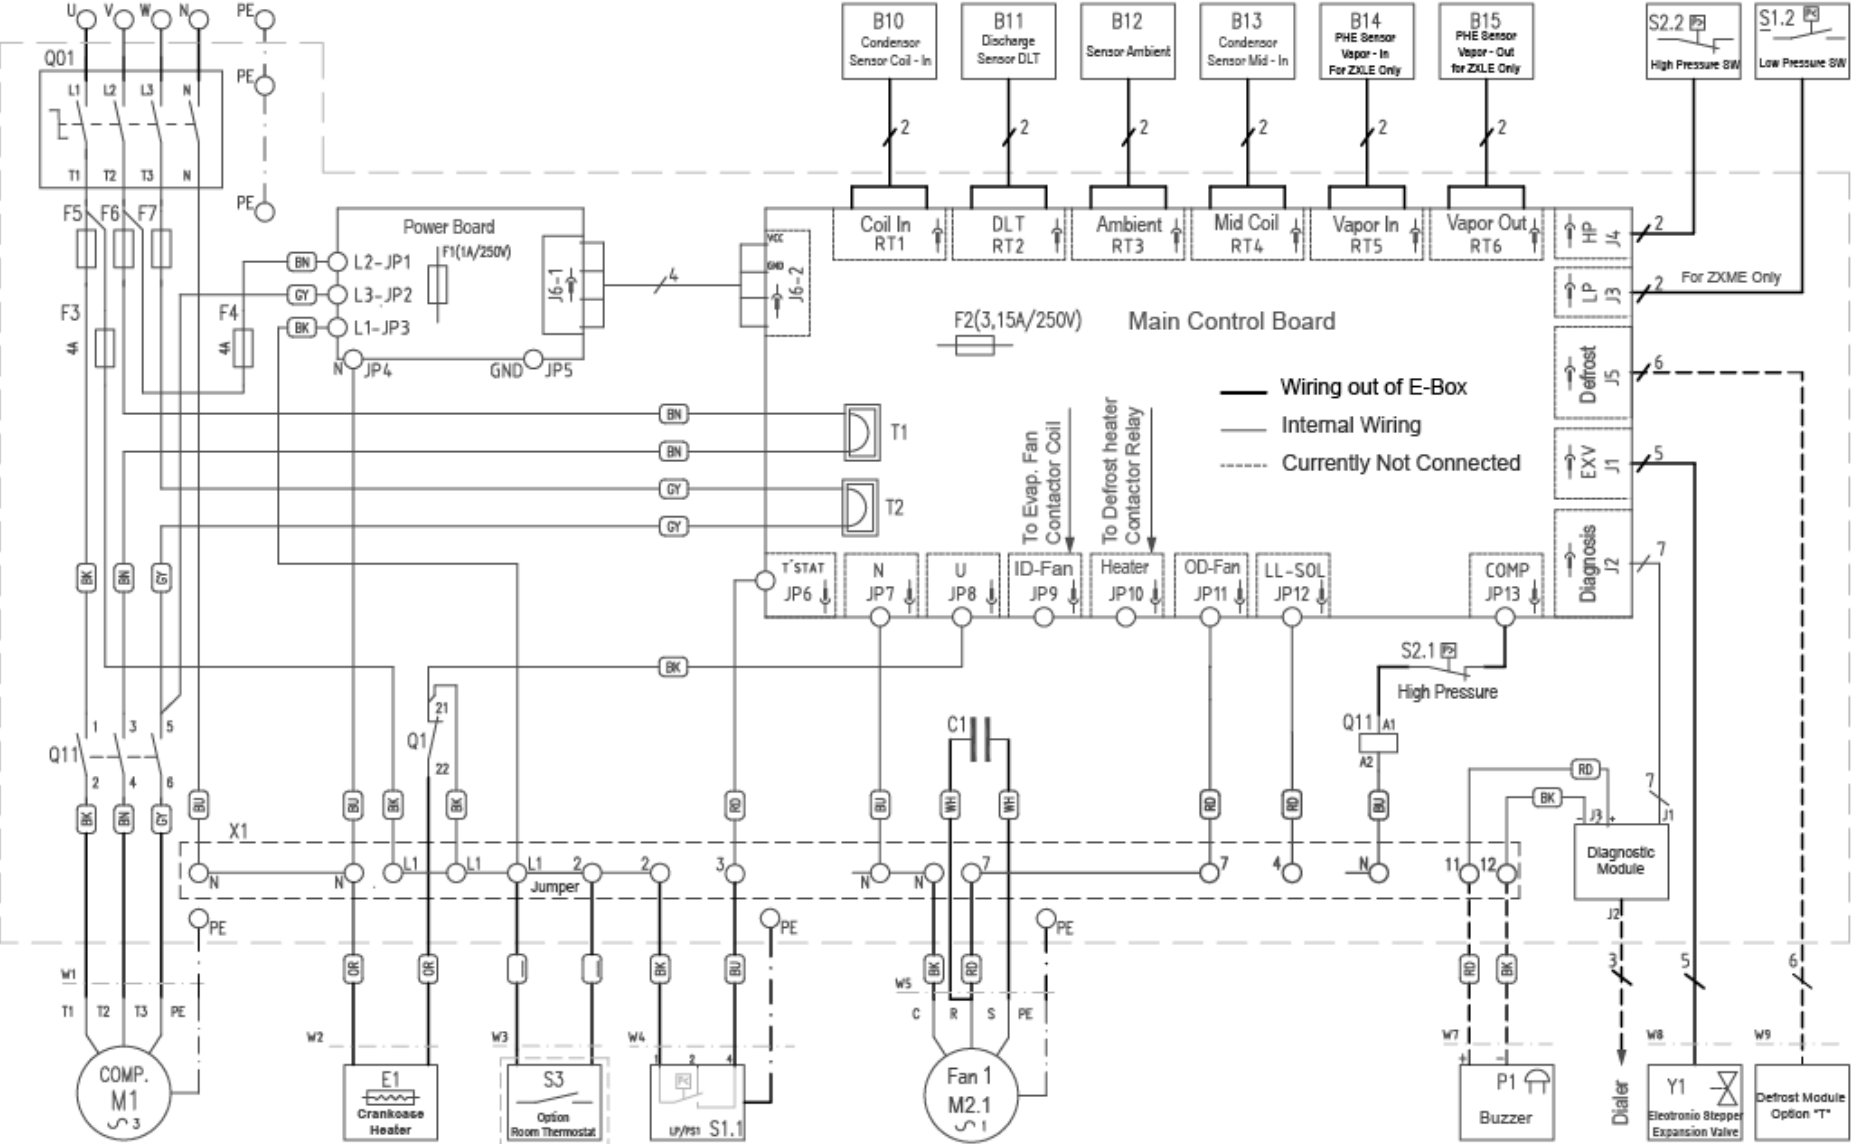 U V W N PE
Q01
L1 L2 L3 N
T1 T2 T3 N
PE
PE
F5 F6 F7
F3
4A
F4
4A
BN
GY
BK
Power Board
F1(1A/250V)
L2-JP1
L3-JP2
L1-JP3
N JP4
GND JP5
J6-1
4
VCC
GND
J6-2
B10
Condensor
Sensor Coil - In
B11
Discharge
Sensor DLT
B12
Sensor Ambient
B13
Condensor
Sensor Mid - In
B14
PHE Sensor
Vapor - In
For ZXLE Only
B15
PHE Sensor
Vapor - Out
for ZXLE Only
S2.2
High Pressure SW
S1.2
Low Pressure SW
2 2 2 2 2 2
Coil In
RT1
DLT
RT2
Ambient
RT3
Mid Coil
RT4
Vapor In
RT5
Vapor Out
RT6
HP
J4
2
LP
J3
2
For ZXME Only
Defrost
J5
6
EXV
J1
5
Diagnosis
J2
7
F2(3,15A/250V)
Main Control Board
Wiring out of E-Box
Internal Wiring
Currently Not Connected
BN
BN
GY
GY
T1
T2
To Evap. Fan
Contactor Coil
To Defrost heater
Contactor Relay
T'STAT
JP6
N
JP7
U
JP8
ID-Fan
JP9
Heater
JP10
OD-Fan
JP11
LL-SOL
JP12
COMP
JP13
BK BN GY
BK
S2.1
High Pressure
Q11 A1
A2
Q11
1 3 5
2 4 6
Q1
21
22
C1
BK BN GY BU BU BK BK RD BU WH WH RD RD BU
RD
BK
7
- J3 +
J1
Diagnostic
Module
J2
X1
N N L1 L1 L1 2 2 3 N N 7 7 4 N 11 12
Jumper
PE PE PE
OR OR BK BU BK RD RD BK
3
5
6
W1
T1 T2 T3 PE
COMP.
M1
3
W2
E1
Crankcase
Heater
W3
S3
Option
Room Thermostat
W4
1 2 4
LP/PS1 S1.1
W5
C R S PE
Fan 1
M2.1
1
W7
+ -
P1
Buzzer
Dialer
W8
Y1
Electronic Stepper
Expansion Valve
W9
Defrost Module
Option "T"